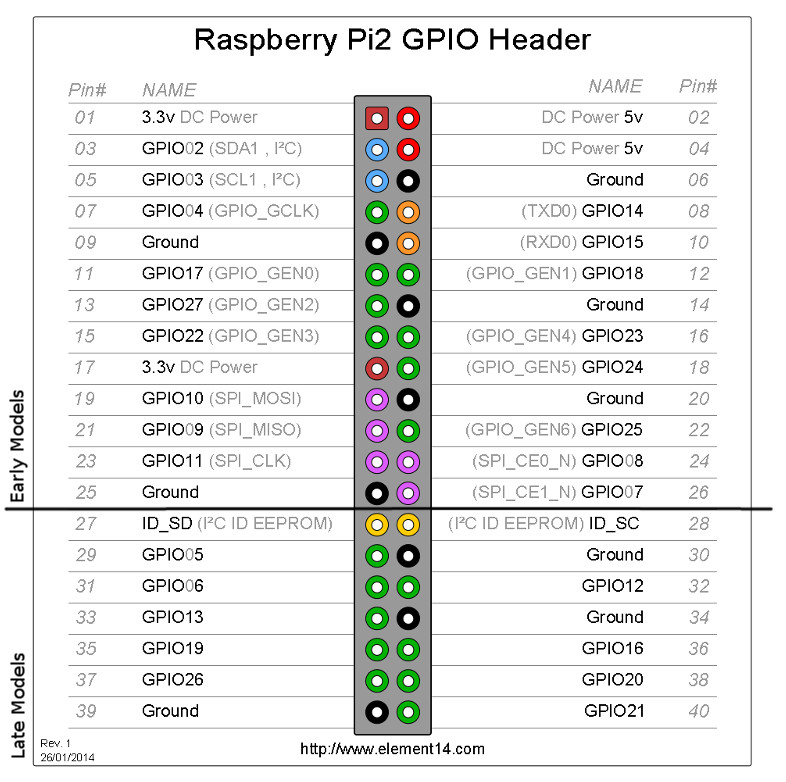 Raspberry Pi2 GPIO Header
Pin# NAME NAME Pin#
01 3.3v DC Power DC Power 5v 02
03 GPIO02 (SDA1 , I²C) DC Power 5v 04
05 GPIO03 (SCL1 , I²C) Ground 06
07 GPIO04 (GPIO_GCLK) (TXD0) GPIO14 08
09 Ground (RXD0) GPIO15 10
11 GPIO17 (GPIO_GEN0) (GPIO_GEN1) GPIO18 12
13 GPIO27 (GPIO_GEN2) Ground 14
15 GPIO22 (GPIO_GEN3) (GPIO_GEN4) GPIO23 16
17 3.3v DC Power (GPIO_GEN5) GPIO24 18
19 GPIO10 (SPI_MOSI) Ground 20
21 GPIO09 (SPI_MISO) (GPIO_GEN6) GPIO25 22
23 GPIO11 (SPI_CLK) (SPI_CE0_N) GPIO08 24
25 Ground (SPI_CE1_N) GPIO07 26
Early Models
27 ID_SD (I²C ID EEPROM) (I²C ID EEPROM) ID_SC 28
29 GPIO05 Ground 30
31 GPIO06 GPIO12 32
33 GPIO13 Ground 34
35 GPIO19 GPIO16 36
37 GPIO26 GPIO20 38
39 Ground GPIO21 40
Late Models
Rev. 1
26/01/2014
http://www.element14.com